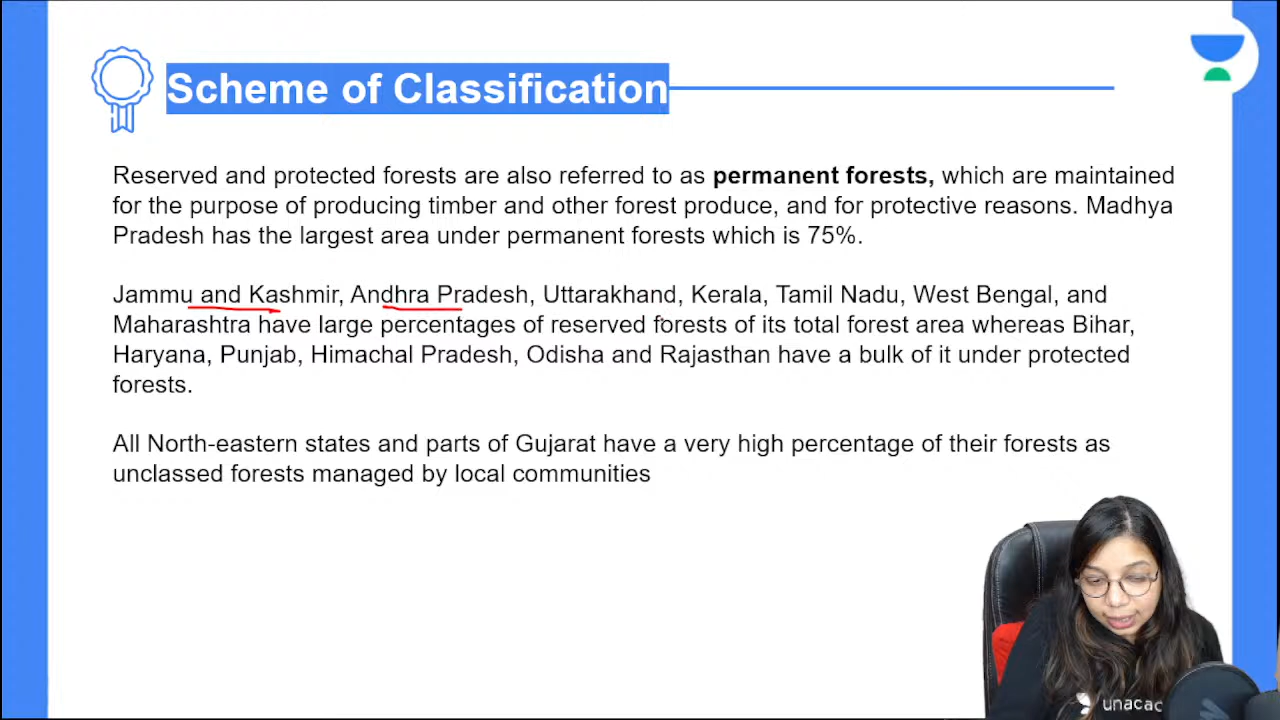 Scheme of Classification
Reserved and protected forests are also referred to as permanent forests, which are maintained
for the purpose of producing timber and other forest produce, and for protective reasons. Madhya
Pradesh has the largest area under permanent forests which is 75%.
Jammu and Kashmir, Andhra Pradesh, Uttarakhand, Kerala, Tamil Nadu, West Bengal, and
Maharashtra have large percentages of reserved forests of its total forest area whereas Bihar,
Haryana, Punjab, Himachal Pradesh, Odisha and Rajasthan have a bulk of it under protected
forests.
All North-eastern states and parts of Gujarat have a very high percentage of their forests as
unclassed forests managed by local communities
unacac